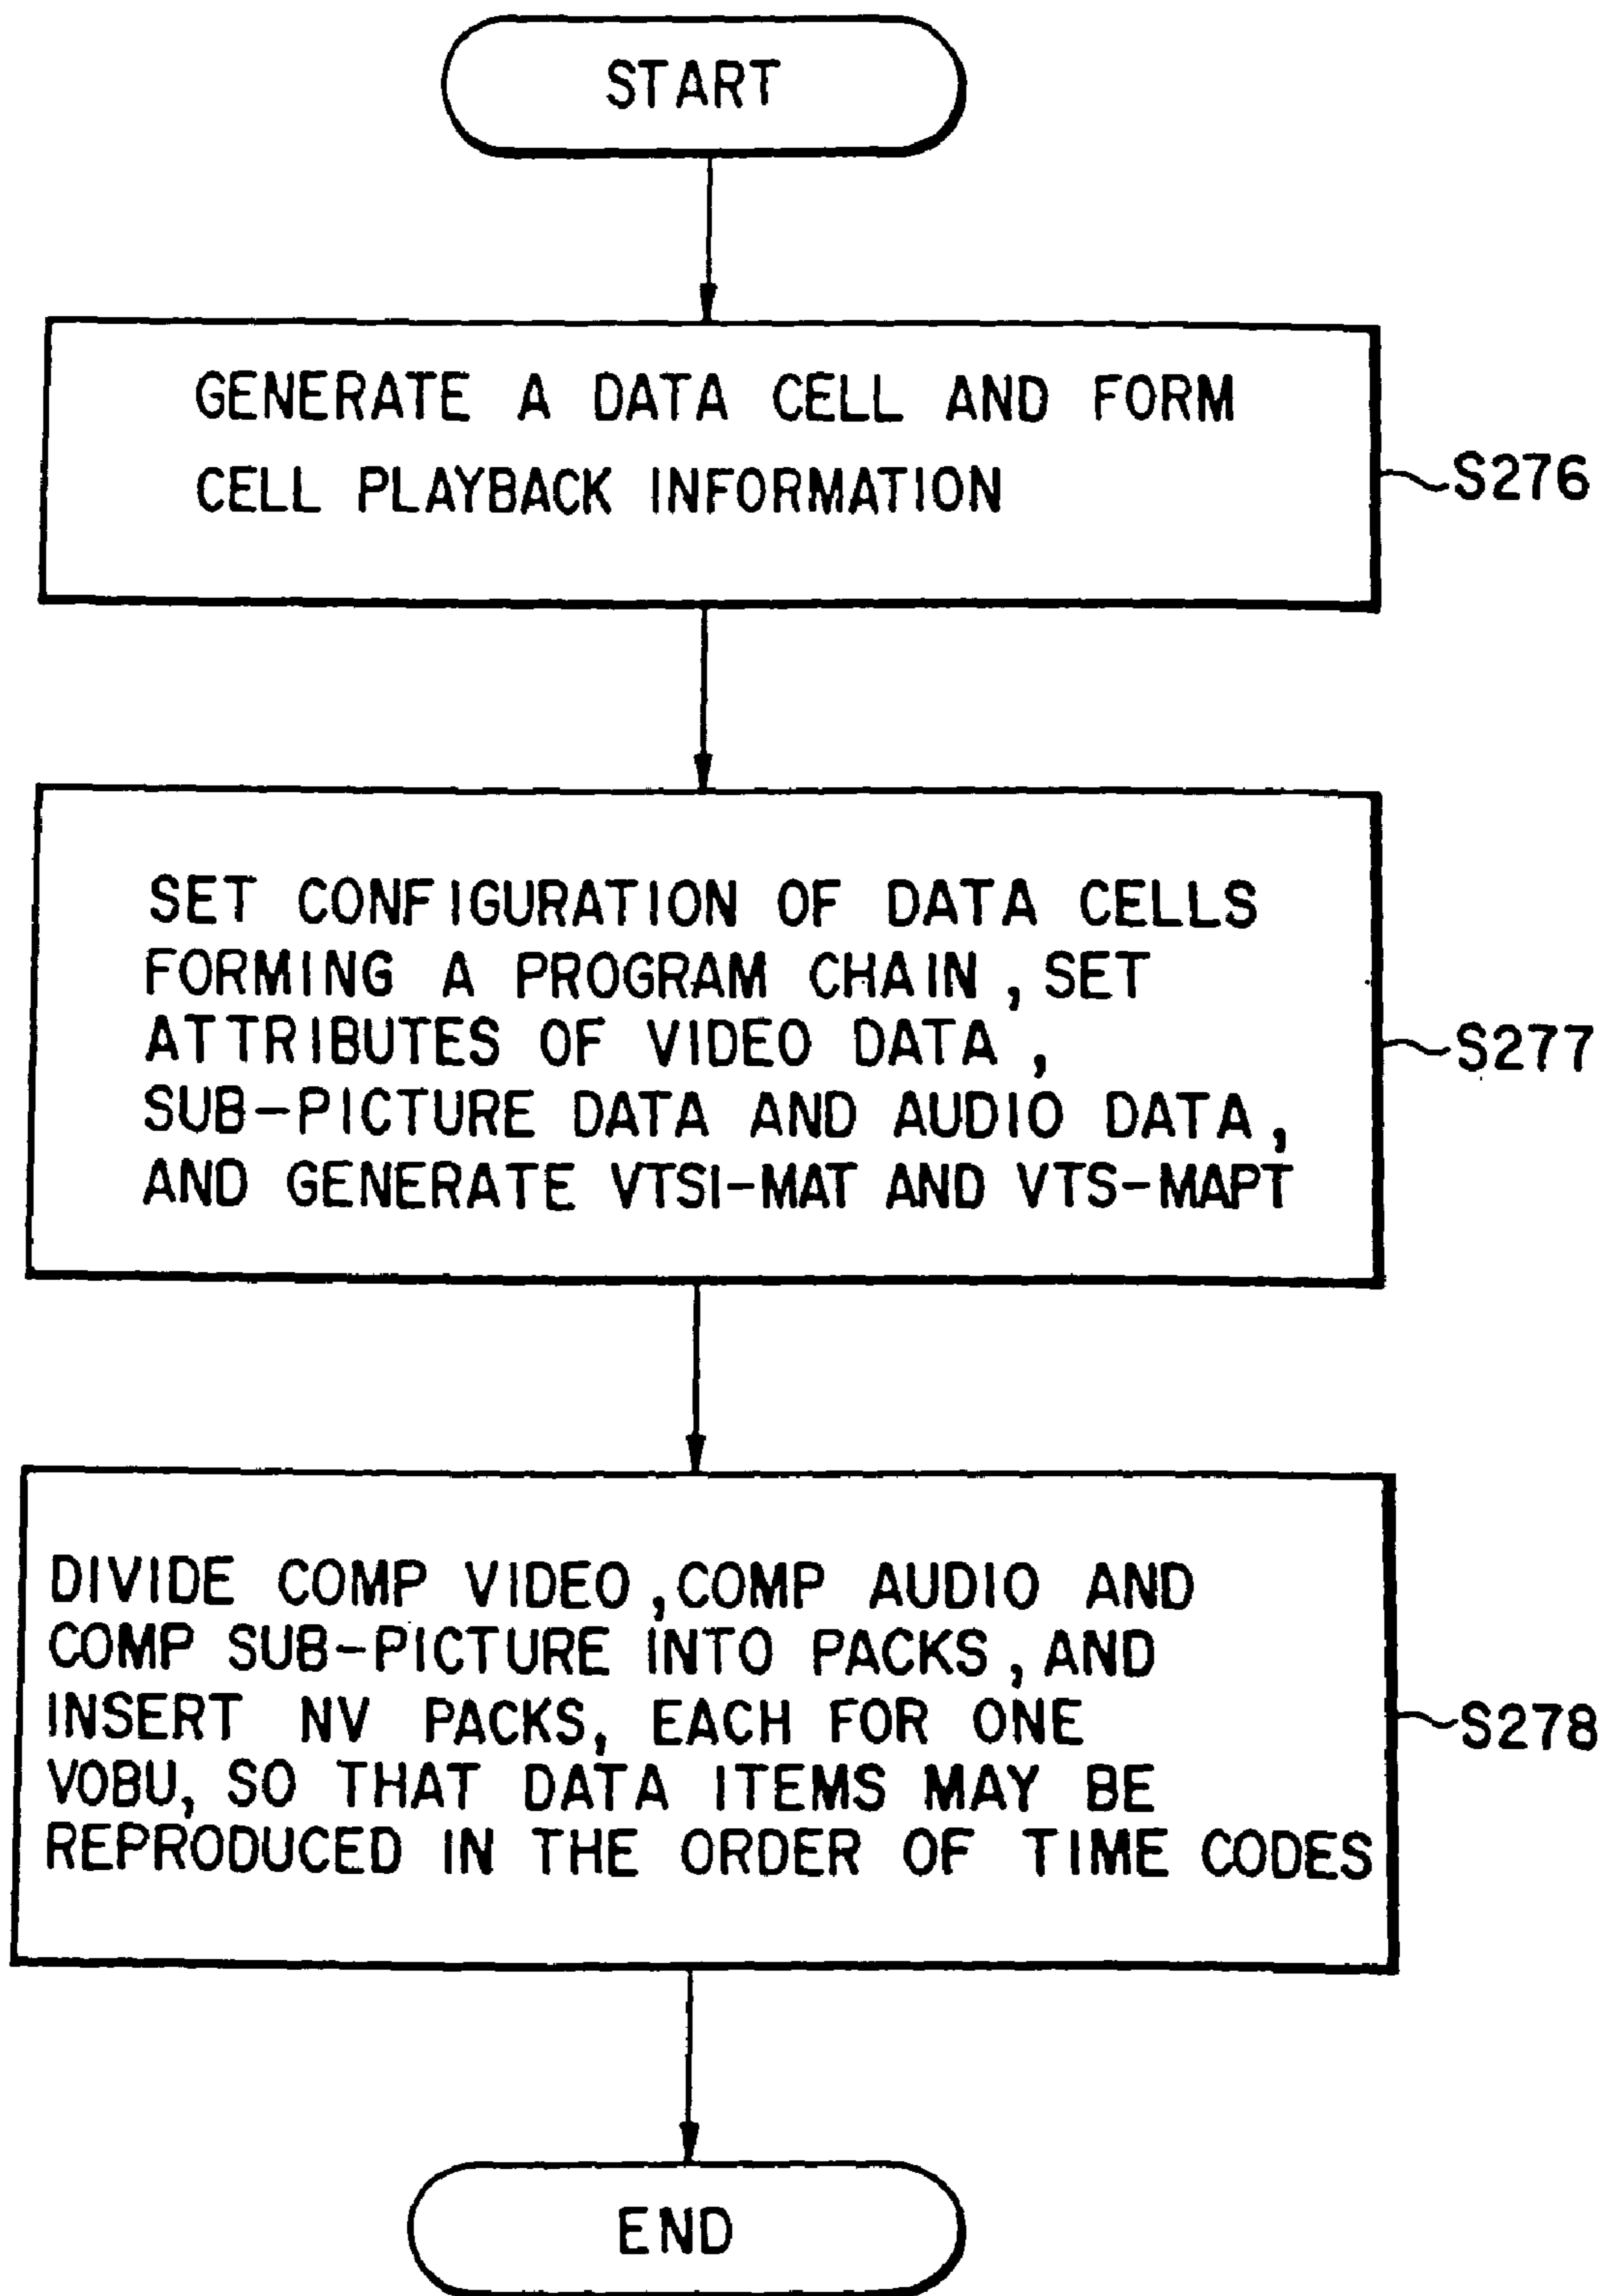 START
GENERATE A DATA CELL AND FORM
CELL PLAYBACK INFORMATION
S276
SET CONFIGURATION OF DATA CELLS
FORMING A PROGRAM CHAIN, SET
ATTRIBUTES OF VIDEO DATA,
SUB-PICTURE DATA AND AUDIO DATA,
AND GENERATE VTSI-MAT AND VTS-MAPT
S277
DIVIDE COMP VIDEO, COMP AUDIO AND
COMP SUB-PICTURE INTO PACKS, AND
INSERT NV PACKS, EACH FOR ONE
VOBU, SO THAT DATA ITEMS MAY BE
REPRODUCED IN THE ORDER OF TIME CODES
S278
END